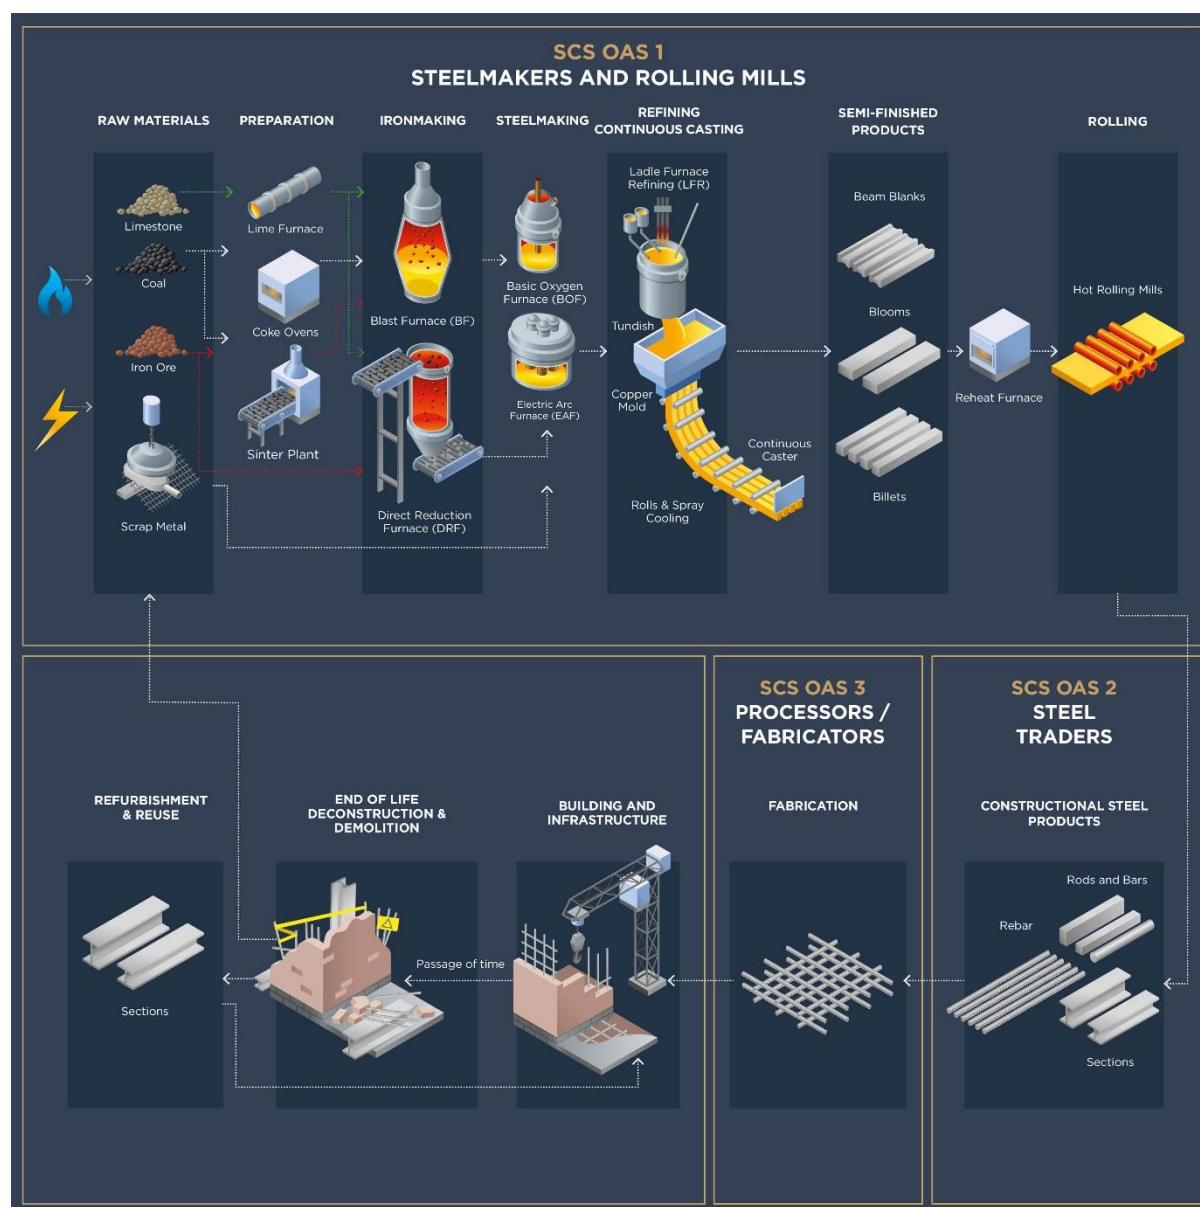 SCS OAS 1
STEELMAKERS AND ROLLING MILLS
RAW MATERIALS
PREPARATION
IRONMAKING
STEELMAKING
REFINING
CONTINUOUS CASTING
SEMI-FINISHED
PRODUCTS
ROLLING
Limestone
Coal
Iron Ore
Scrap Metal
Lime Furnace
Coke Ovens
Sinter Plant
Blast Furnace (BF)
Direct Reduction
Furnace (DRF)
Basic Oxygen
Furnace (BOF)
Electric Arc
Furnace (EAF)
Ladle Furnace
Refining (LFR)
Tundish
Copper
Mold
Continuous
Caster
Rolls & Spray
Cooling
Beam Blanks
Blooms
Billets
Reheat Furnace
Hot Rolling Mills
REFURBISHMENT
& REUSE
Sections
END OF LIFE
DECONSTRUCTION &
DEMOLITION
Passage of time
BUILDING AND
INFRASTRUCTURE
SCS OAS 3
PROCESSORS /
FABRICATORS
FABRICATION
SCS OAS 2
STEEL
TRADERS
CONSTRUCTIONAL STEEL
PRODUCTS
Rods and Bars
Rebar
Sections